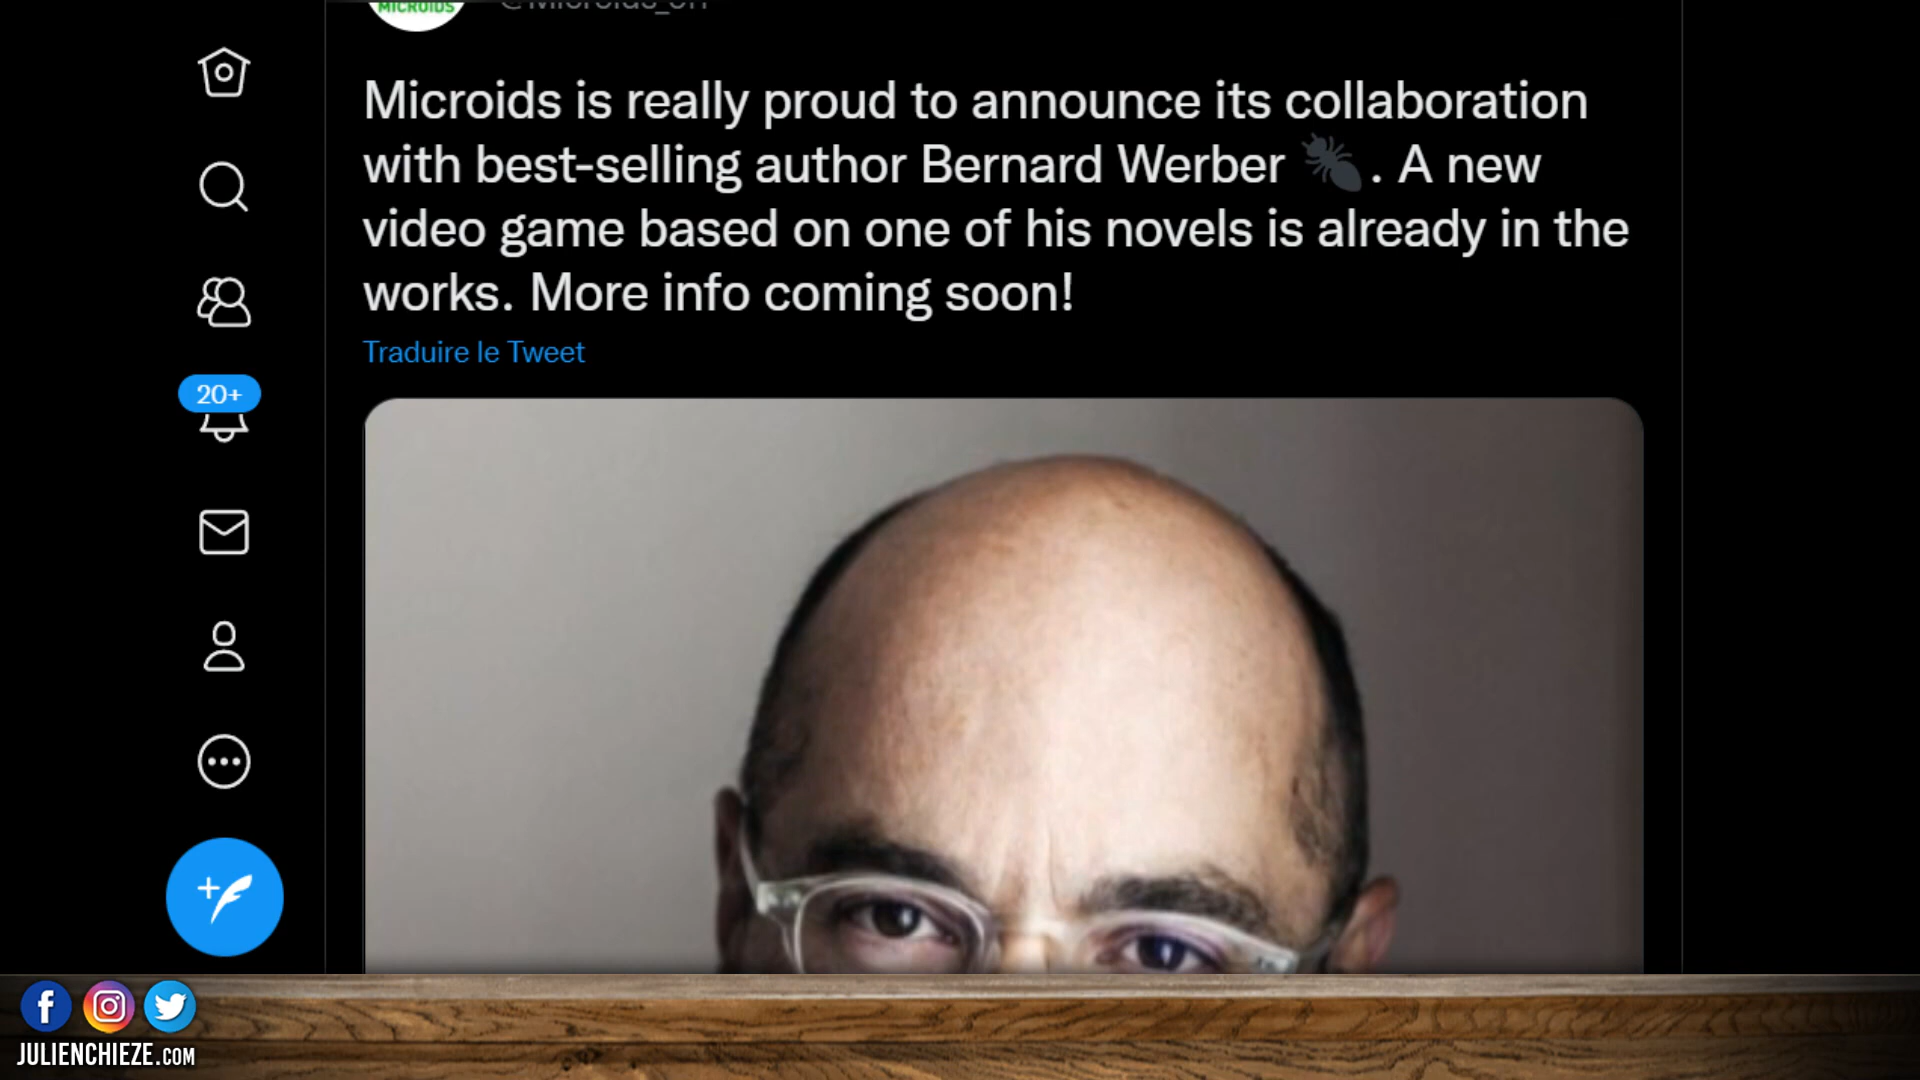 MICROIDS
Microids is really proud to announce its collaboration
with best-selling author Bernard Werber 🐜. A new
video game based on one of his novels is already in the
works. More info coming soon!
Traduire le Tweet
20+
JULIENCHIEZE.COM